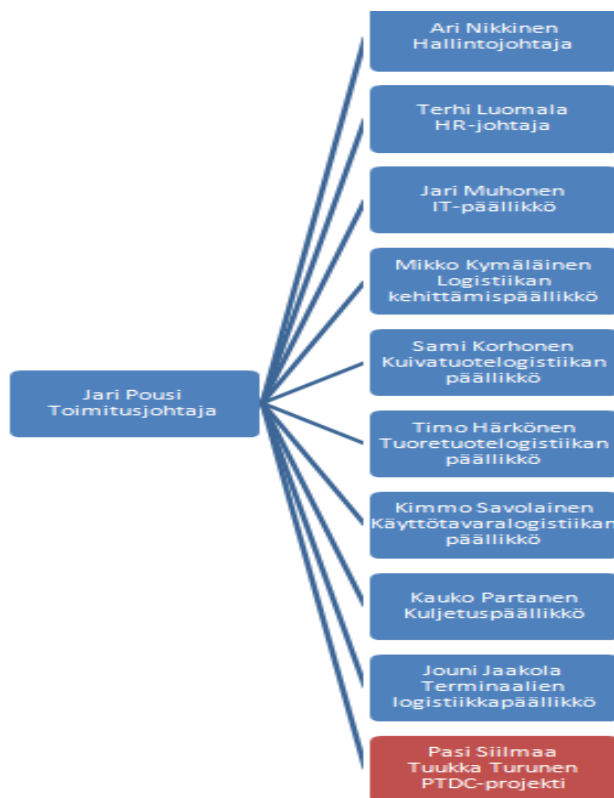 Ari Nikkinen
Hallintojohtaja
Terhi Luomala
HR-johtaja
Jari Muhonen
IT-päällikkö
Mikko Kymäläinen
Logistiikan
kehittämispäällikkö
Sami Korhonen
Kuivatuotelogistiikan
päällikkö
Jari Pousi
Toimitusjohtaja
Timo Härkönen
Tuoretuotelogistiikan
päällikkö
Kimmo Savolainen
Käyttötavaralogistiikan
päällikkö
Kauko Partanen
Kuljetuspäällikkö
Jouni Jaakola
Terminaalien
logistiikkapäällikkö
Pasi Siilmaa
Tuukka Turunen
PTDC-projekti